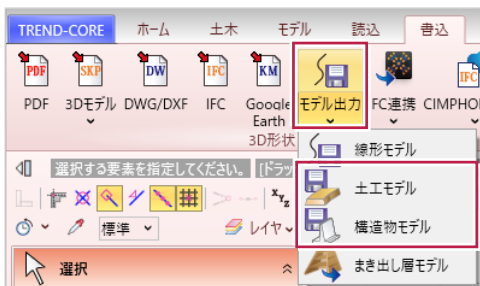 TREND-CORE ホーム 土木 モデル 読込 書込
PDF SKP DW IFC KM IFC
PDF 3Dモデル DWG/DXF IFC Google Earth モデル出力 FC連携 CIMPHO
3D形状
線形モデル
選択する要素を指定してください。 [ドラッ
土工モデル
標準 レイヤ
構造物モデル
選択
まき出し層モデル